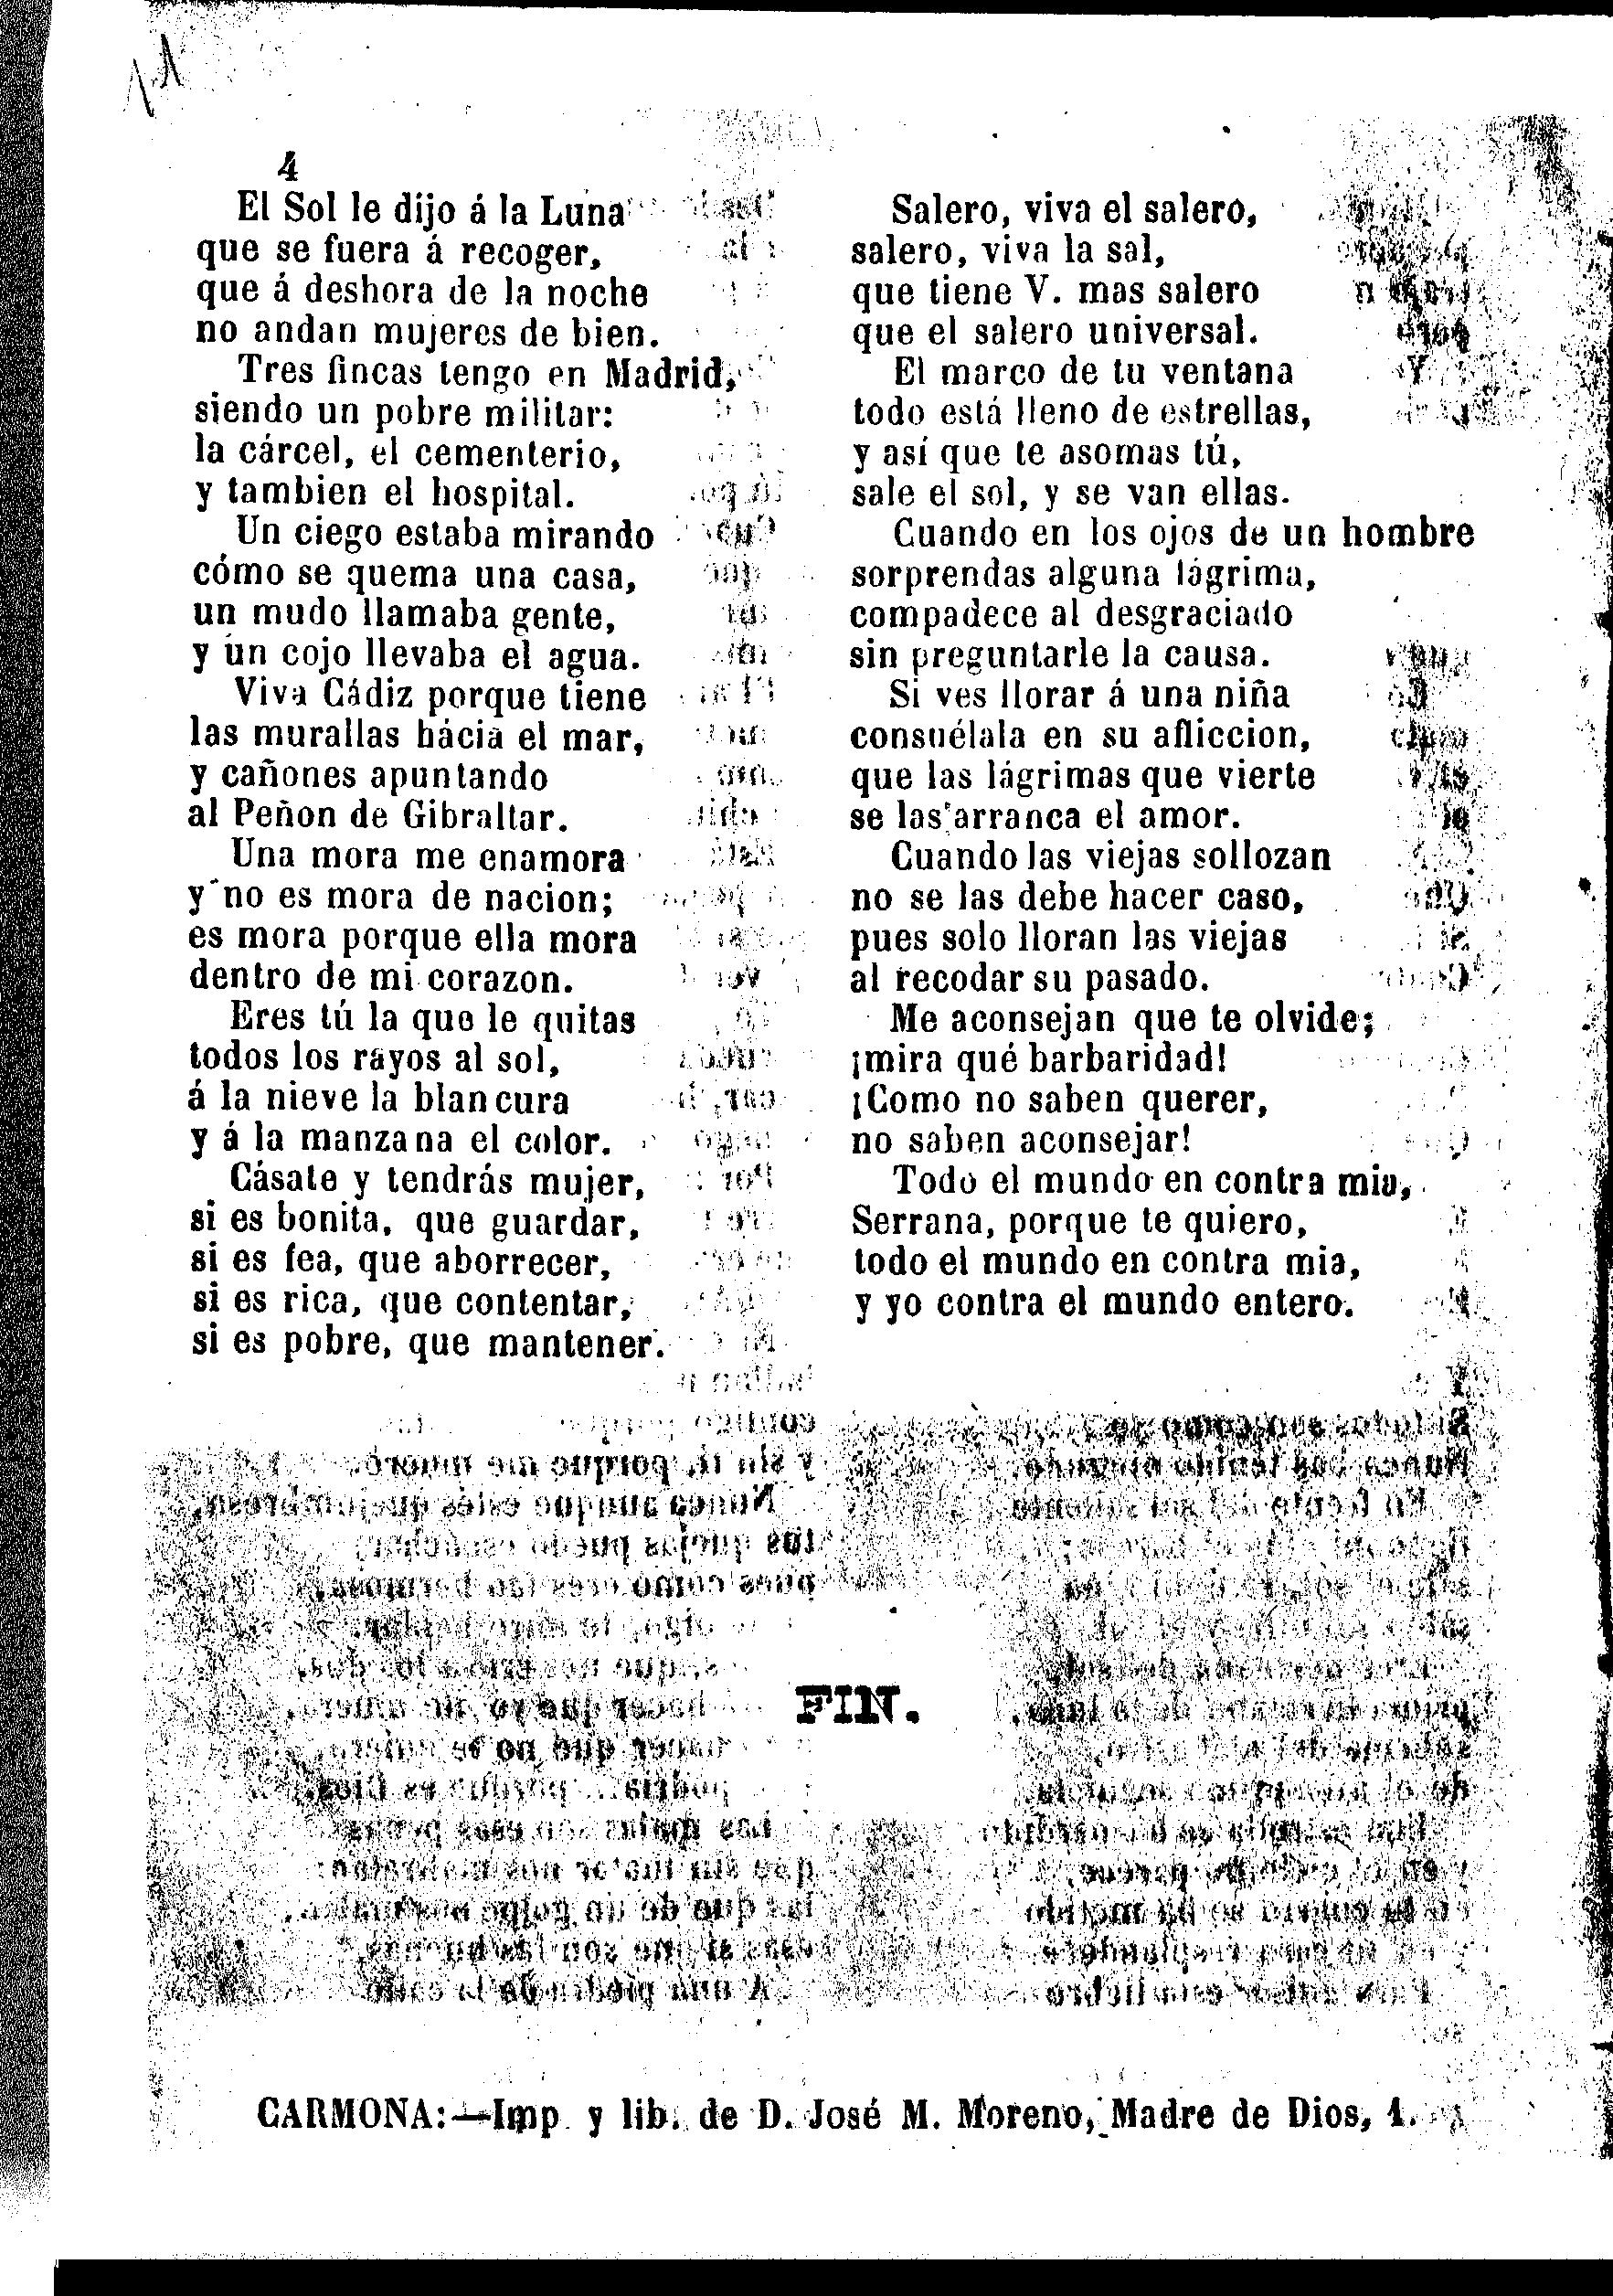 4
El Sol le dijo á la Luna
que se fuera á recoger,
que á deshora de la noche
no andan mujeres de bien.
Tres fincas tengo en Madrid,
siendo un pobre militar:
la cárcel, el cementerio,
y tambien el hospital.
Un ciego estaba mirando
cómo se quema una casa,
un mudo llamaba gente,
y un cojo llevaba el agua.
Viva Cádiz porque tiene
las murallas hácia el mar,
y cañones apuntando
al Peñon de Gibraltar.
Una mora me enamora
y no es mora de nacion;
es mora porque ella mora
dentro de mi corazon.
Eres tú la que le quitas
todos los rayos al sol,
á la nieve la blancura
y á la manzana el color.
Cásate y tendrás mujer,
si es bonita, que guardar,
si es fea, que aborrecer,
si es rica, que contentar,
si es pobre, que mantener.
Salero, viva el salero,
salero, viva la sal,
que tiene V. mas salero
que el salero universal.
El marco de tu ventana
todo está lleno de estrellas,
y así que te asomas tú,
sale el sol, y se van ellas.
Cuando en los ojos de un hombre
sorprendas alguna lágrima,
compadece al desgraciado
sin preguntarle la causa.
Si ves llorar á una niña
consuélala en su afliccion,
que las lágrimas que vierte
se las arranca el amor.
Cuando las viejas sollozan
no se las debe hacer caso,
pues solo lloran las viejas
al recodar su pasado.
Me aconsejan que te olvide;
¡mira qué barbaridad!
¡Como no saben querer,
no saben aconsejar!
Todo el mundo en contra mia,
Serrana, porque te quiero,
todo el mundo en contra mia,
y yo contra el mundo entero.
FIN.
CARMONA:—Imp. y lib. de D. José M. Moreno, Madre de Dios, 1.